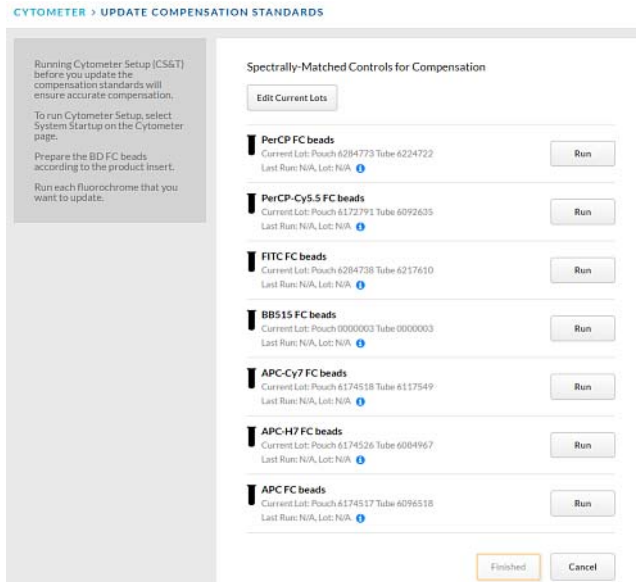 CYTOMETER > UPDATE COMPENSATION STANDARDS
Running Cytometer Setup (CS&T)
before you update the
compensation standards will
ensure accurate compensation.
To run Cytometer Setup, select
System Startup on the Cytometer
page.
Prepare the BD FC beads
according to the product insert.
Run each fluorochrome that you
want to update.
Spectrally-Matched Controls for Compensation
Edit Current Lots
PerCP FC beads
Current Lot: Pouch 6284773 Tube 6224722
Last Run: N/A, Lot: N/A
Run
PerCP-Cy5.5 FC beads
Current Lot: Pouch 6172791 Tube 6092635
Last Run: N/A, Lot: N/A
Run
FITC FC beads
Current Lot: Pouch 6284738 Tube 6217610
Last Run: N/A, Lot: N/A
Run
BB515 FC beads
Current Lot: Pouch 0000003 Tube 0000003
Last Run: N/A, Lot: N/A
Run
APC-Cy7 FC beads
Current Lot: Pouch 6174518 Tube 6117549
Last Run: N/A, Lot: N/A
Run
APC-H7 FC beads
Current Lot: Pouch 6174526 Tube 6084967
Last Run: N/A, Lot: N/A
Run
APC FC beads
Current Lot: Pouch 6174517 Tube 6096518
Last Run: N/A, Lot: N/A
Run
Finished
Cancel